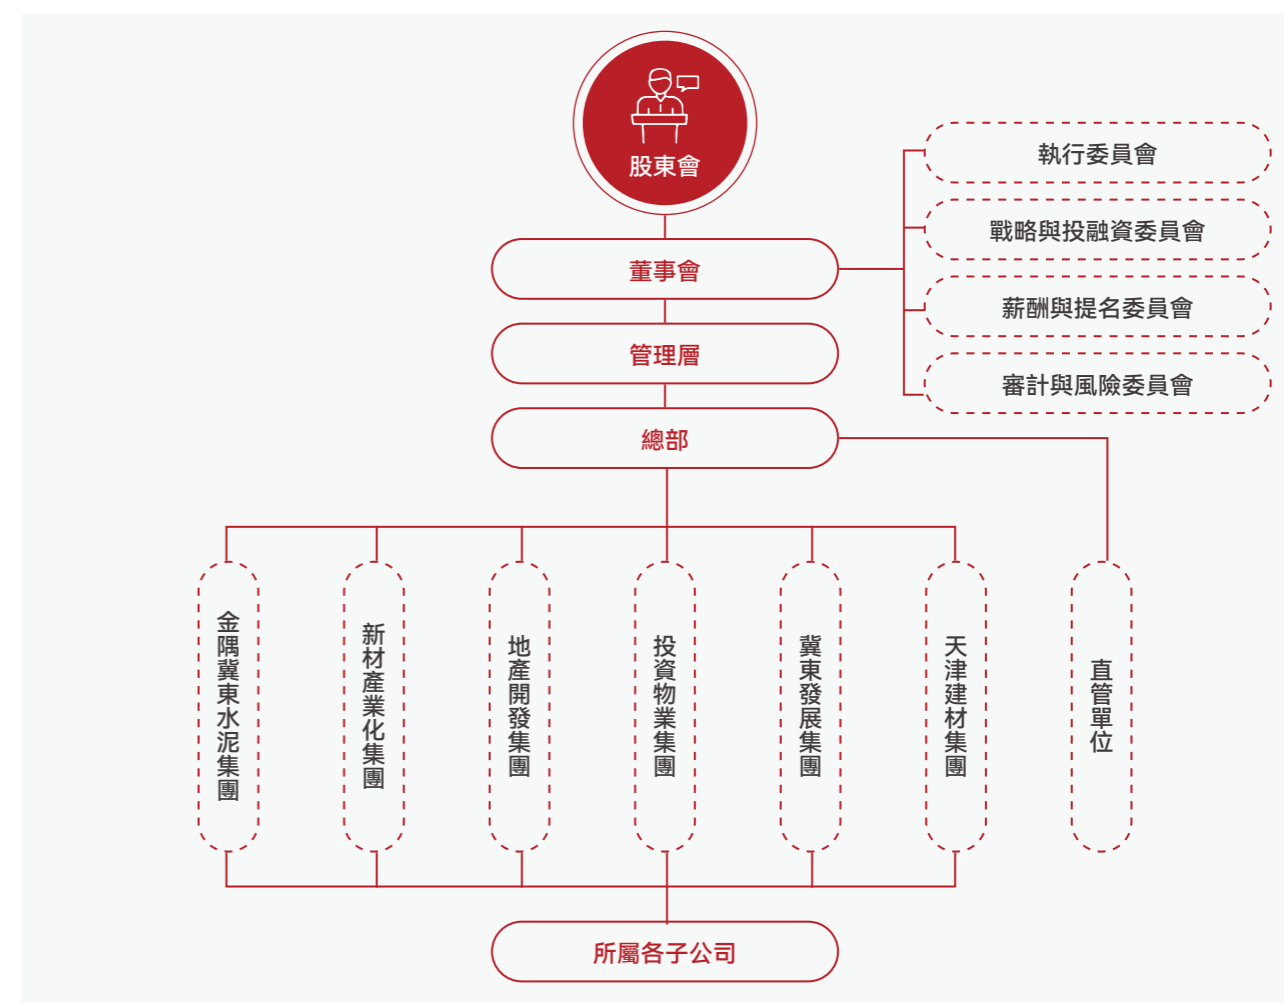 股東會
董事會
執行委員會
戰略與投融資委員會
薪酬與提名委員會
審計與風險委員會
管理層
總部
金隅冀東水泥集團
新材產業化集團
地產開發集團
投資物業集團
冀東發展集團
天津建材集團
直管單位
所屬各子公司